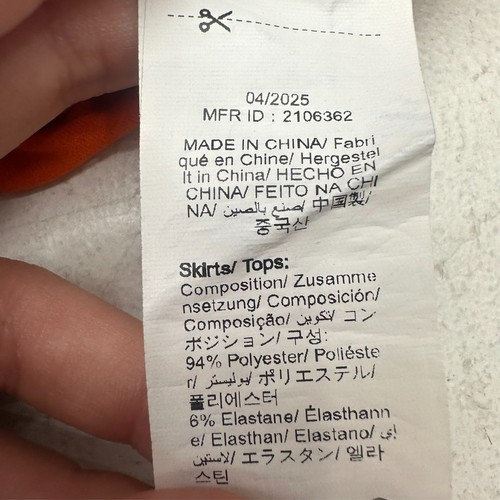 04/2025
MFR ID : 2106362
MADE IN CHINA/ Fabri
qué en Chine/ Hergestel
lt in China/ HECHO EN
CHINA/ FEITO NA CHI
NA/ صنع بالصين/ 中国製/
중국산
Skirts/ Tops:
Composition/ Zusamme
nsetzung/ Composición/
Composição/ تكوين/ コン
ポジション/ 구성:
94% Polyester/ Polléste
r/ بوليستر/ ポリエステル/
폴리에스터
6% Elastane/ Élasthann
e/ Elasthan/ Elastano/ إي
لاستين/ エラスタン/ 엘라
스틴